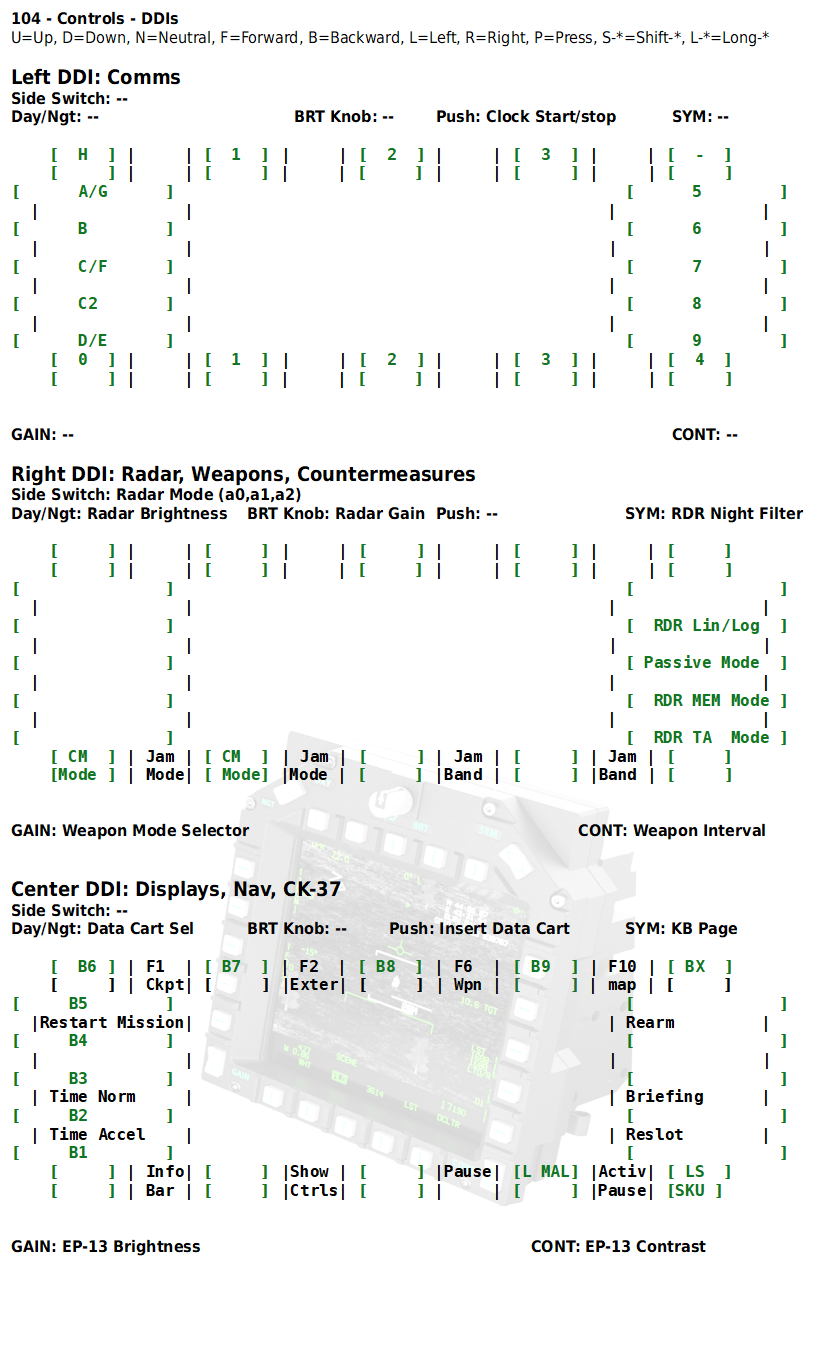 104 - Controls - DDIs
U=Up, D=Down, N=Neutral, F=Forward, B=Backward, L=Left, R=Right, P=Press, S-*=Shift-*, L-*=Long-*
Left DDI: Comms
Side Switch: --
Day/Ngt: -- BRT Knob: -- Push: Clock Start/stop SYM: --
[ H ] | | [ 1 ] | | [ 2 ] | | [ 3 ] | | [ - ]
[ ] | | [ ] | | [ ] | | [ ] | | [ ]
[ A/G ] [ 5 ]
| | | |
[ B ] [ 6 ]
| | | |
[ C/F ] [ 7 ]
| | | |
[ C2 ] [ 8 ]
| | | |
[ D/E ] [ 9 ]
[ 0 ] | | [ 1 ] | | [ 2 ] | | [ 3 ] | | [ 4 ]
[ ] | | [ ] | | [ ] | | [ ] | | [ ]
GAIN: -- CONT: --
Right DDI: Radar, Weapons, Countermeasures
Side Switch: Radar Mode (a0,a1,a2)
Day/Ngt: Radar Brightness BRT Knob: Radar Gain Push: -- SYM: RDR Night Filter
[ ] | | [ ] | | [ ] | | [ ] | | [ ]
[ ] | | [ ] | | [ ] | | [ ] | | [ ]
[ ] [ ]
| | | |
[ ] [ RDR Lin/Log ]
| | | |
[ ] [ Passive Mode ]
| | | |
[ ] [ RDR MEM Mode ]
| | | |
[ ] [ RDR TA Mode ]
[ CM ] | Jam | [ CM ] | Jam | [ ] | Jam | [ ] | Jam | [ ]
[Mode ] | Mode| [ Mode] |Mode | [ ] |Band | [ ] |Band | [ ]
GAIN: Weapon Mode Selector CONT: Weapon Interval
Center DDI: Displays, Nav, CK-37
Side Switch: --
Day/Ngt: Data Cart Sel BRT Knob: -- Push: Insert Data Cart SYM: KB Page
[ B6 ] | F1 | [ B7 ] | F2 | [ B8 ] | F6 | [ B9 ] | F10 | [ BX ]
[ ] | Ckpt| [ ] |Exter| [ ] | Wpn | [ ] | map | [ ]
[ B5 ] [ ]
|Restart Mission| | Rearm |
[ B4 ] [ ]
| | | |
[ B3 ] [ ]
| Time Norm | | Briefing |
[ B2 ] [ ]
| Time Accel | | Reslot |
[ B1 ] [ ]
[ ] | Info| [ ] |Show | [ ] |Pause| [L MAL] |Activ| [ LS ]
[ ] | Bar | [ ] |Ctrls| [ ] | | [ ] |Pause| [SKU ]
GAIN: EP-13 Brightness CONT: EP-13 Contrast